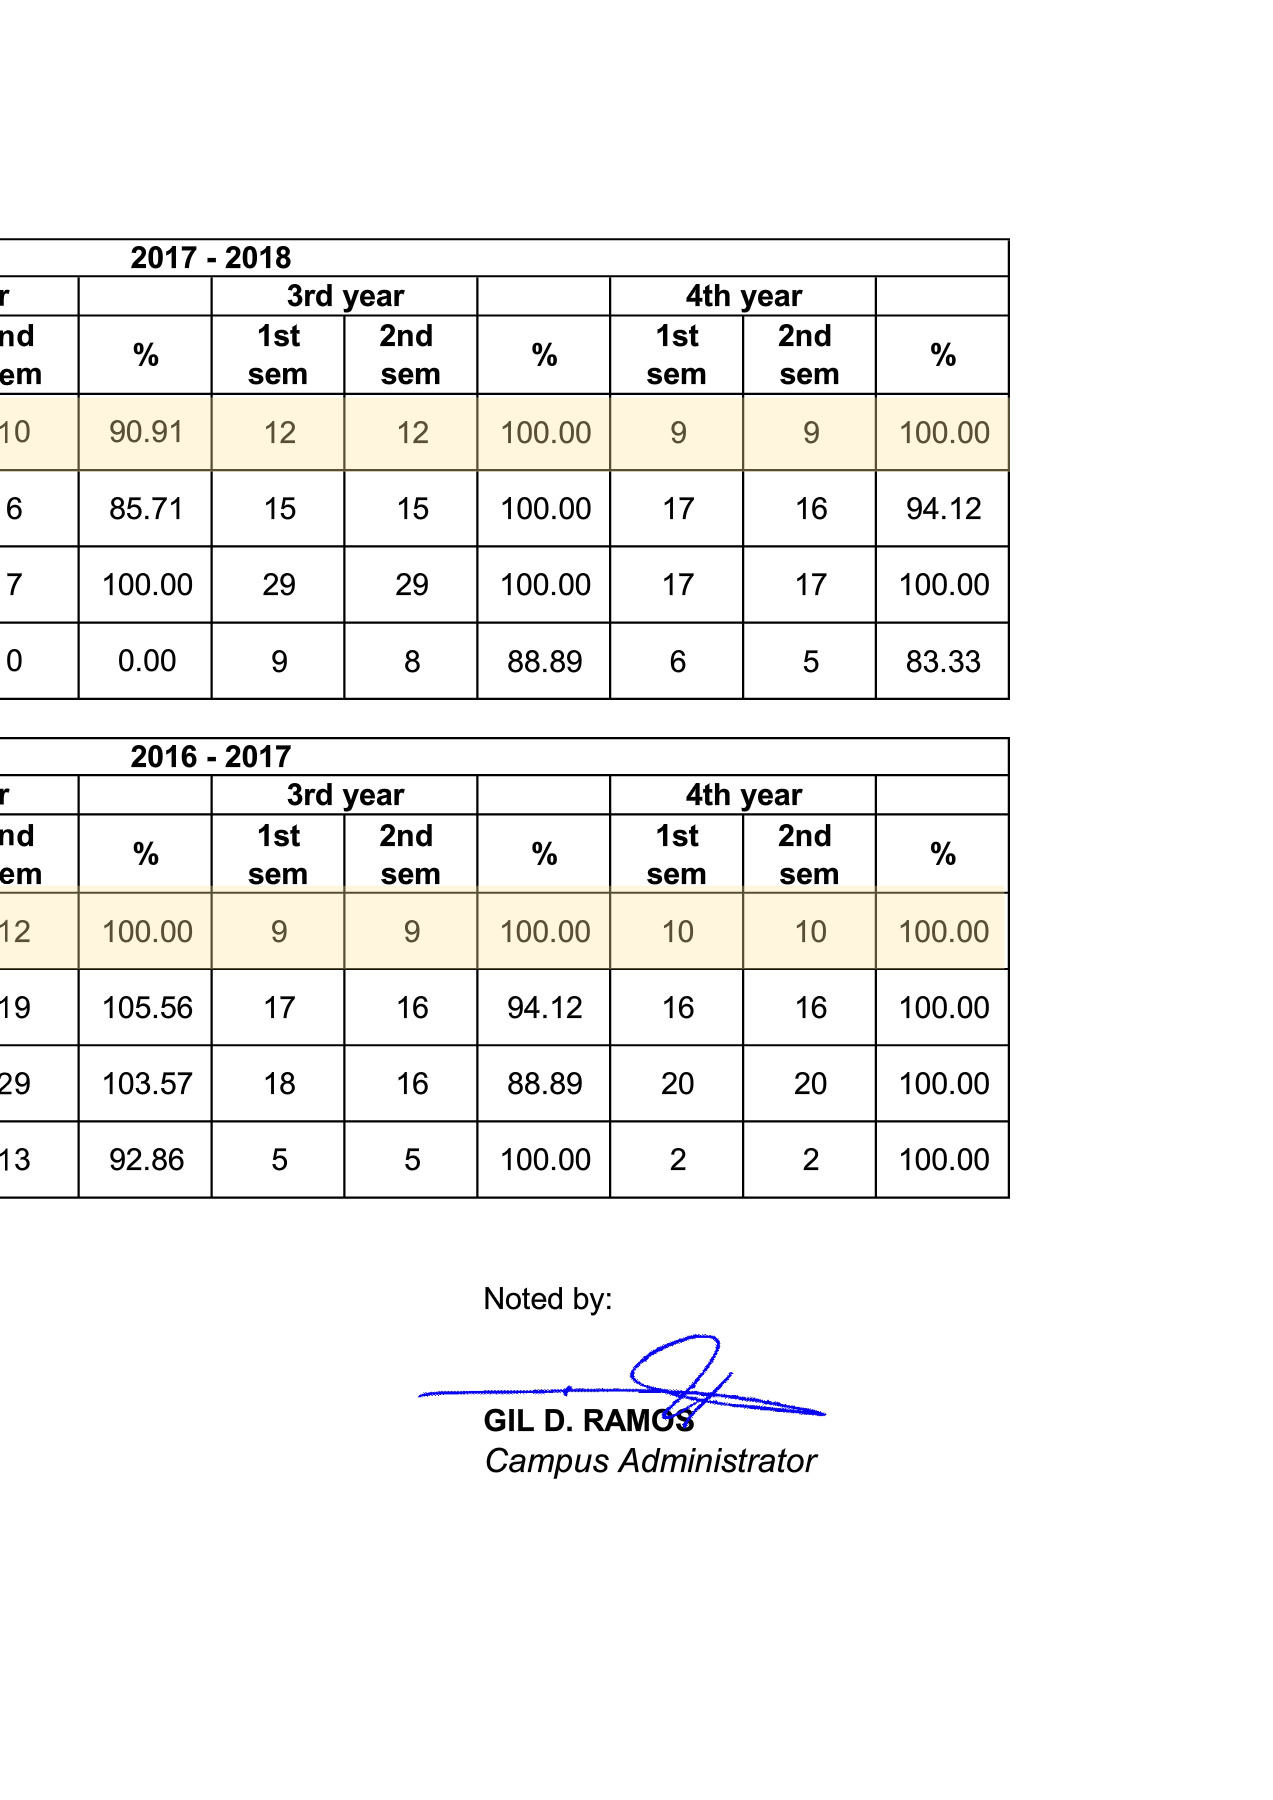 2017 - 2018
r 3rd year 4th year
nd % 1st 2nd % 1st 2nd %
em sem sem sem sem
10 90.91 12 12 100.00 9 9 100.00
6 85.71 15 15 100.00 17 16 94.12
7 100.00 29 29 100.00 17 17 100.00
0 0.00 9 8 88.89 6 5 83.33
2016 - 2017
r 3rd year 4th year
nd % 1st 2nd % 1st 2nd %
em sem sem sem sem
12 100.00 9 9 100.00 10 10 100.00
19 105.56 17 16 94.12 16 16 100.00
29 103.57 18 16 88.89 20 20 100.00
13 92.86 5 5 100.00 2 2 100.00
Noted by:
GIL D. RAMOS
Campus Administrator